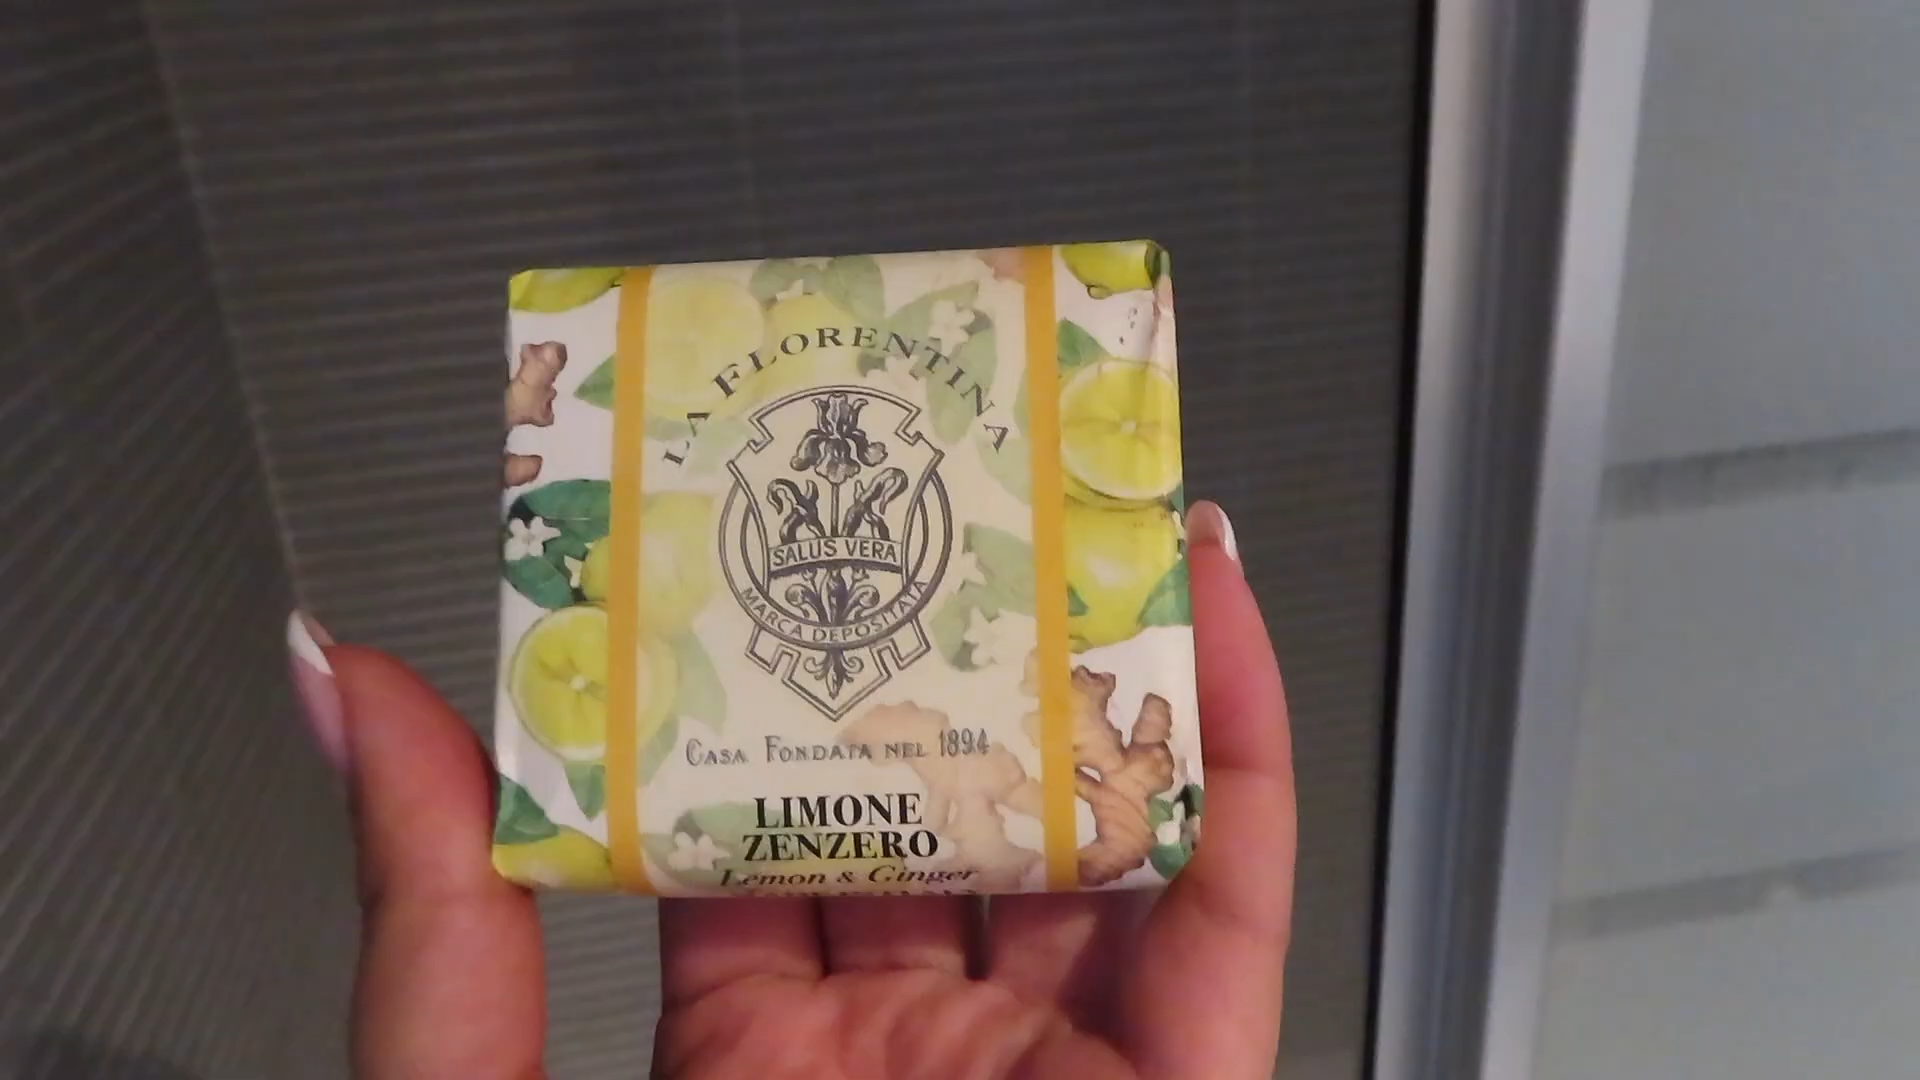 LA FLORENTINA
SALUS VERA
MARCA DEPOSITATA
CASA FONDATA NEL 1894
LIMONE
ZENZERO
Lemon & Ginger